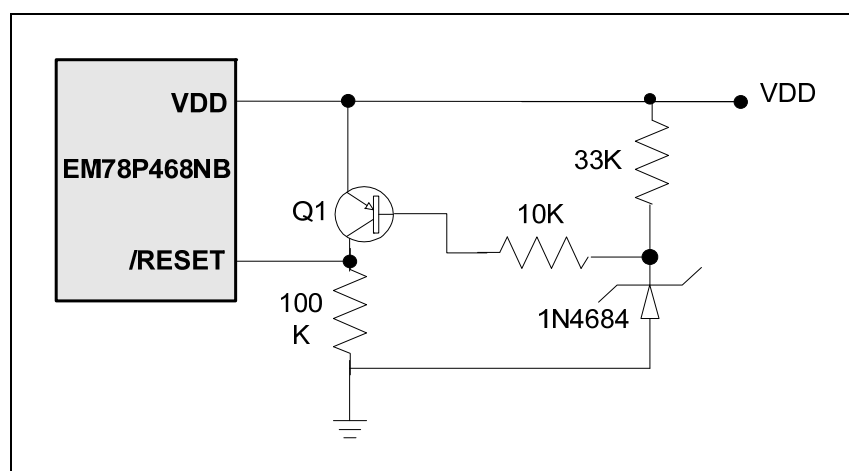 VDD
VDD
33K
EM78P468NB
Q1
10K
/RESET
100
K
1N4684